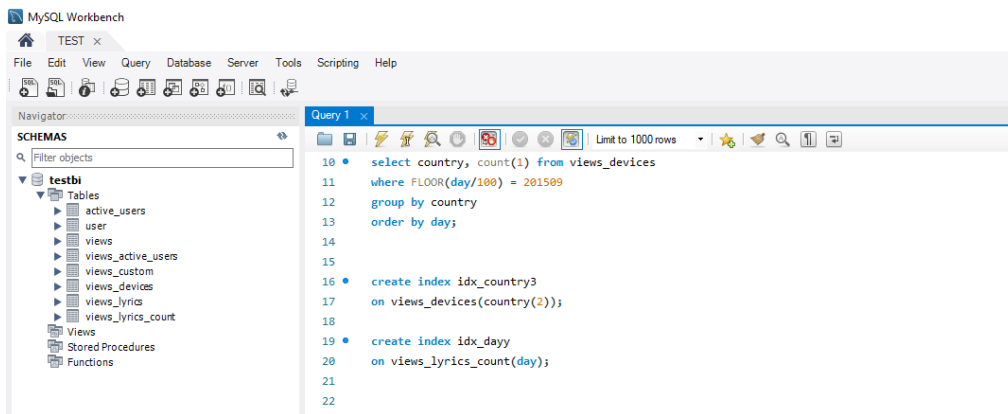 MySQL Workbench
TEST ×
File Edit View Query Database Server Tools Scripting Help
Navigator
SCHEMAS
Filter objects
testbi
Tables
active_users
user
views
views_active_users
views_custom
views_devices
views_lyrics
views_lyrics_count
Views
Stored Procedures
Functions
Query 1 ×
Limit to 1000 rows
10 select country, count(1) from views_devices
11 where FLOOR(day/100) = 201509
12 group by country
13 order by day;
14
15
16 create index idx_country3
17 on views_devices(country(2));
18
19 create index idx_dayy
20 on views_lyrics_count(day);
21
22